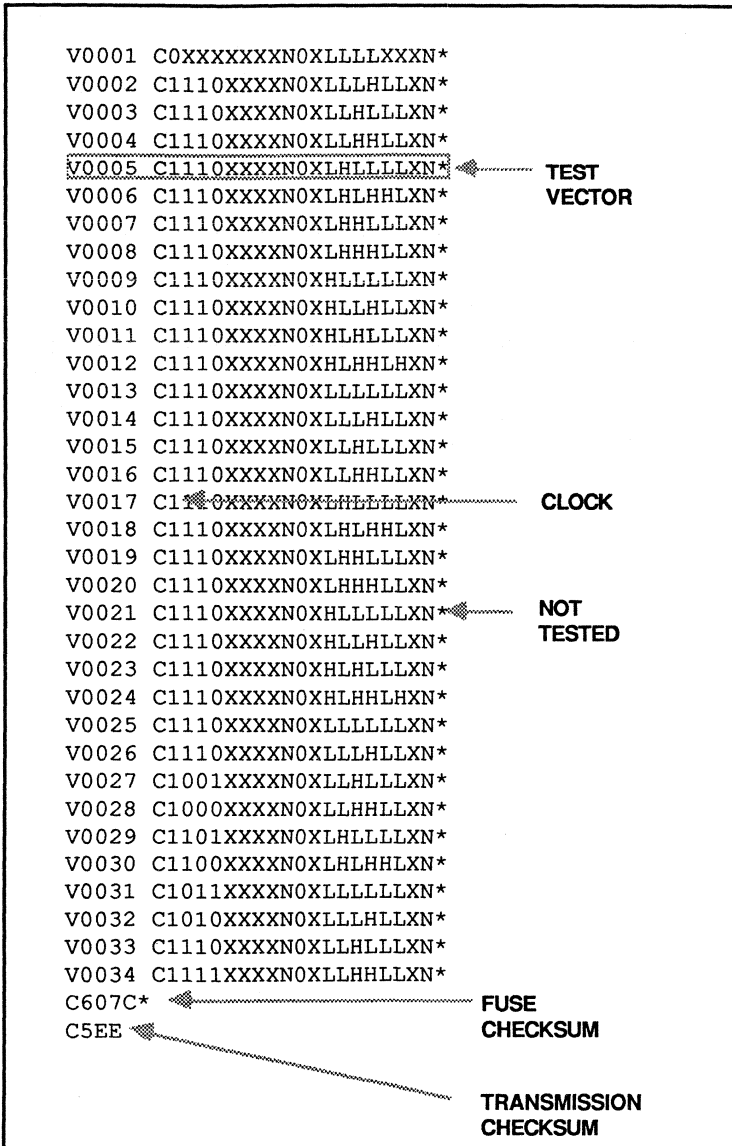 V0001 C0XXXXXXXN0XLLLLXXXN*
V0002 C1110XXXXN0XLLLHLLXN*
V0003 C1110XXXXN0XLLHLLLXN*
V0004 C1110XXXXN0XLLHHLLXN*
V0005 C1110XXXXN0XLHLLLLXN*
V0006 C1110XXXXN0XLHLHHLXN*
V0007 C1110XXXXN0XLHHLLLXN*
V0008 C1110XXXXN0XLHHHLLXN*
V0009 C1110XXXXN0XHLLLLLXN*
V0010 C1110XXXXN0XHLLHLLXN*
V0011 C1110XXXXN0XHLHLLLXN*
V0012 C1110XXXXN0XHLHHLHXN*
V0013 C1110XXXXN0XLLLLLLXN*
V0014 C1110XXXXN0XLLLHLLXN*
V0015 C1110XXXXN0XLLHLLLXN*
V0016 C1110XXXXN0XLLHHLLXN*
V0017 C1110XXXXN0XLHLLLLXN*
V0018 C1110XXXXN0XLHLHHLXN*
V0019 C1110XXXXN0XLHHLLLXN*
V0020 C1110XXXXN0XLHHHLLXN*
V0021 C1110XXXXN0XHLLLLLXN*
V0022 C1110XXXXN0XHLLHLLXN*
V0023 C1110XXXXN0XHLHLLLXN*
V0024 C1110XXXXN0XHLHHLHXN*
V0025 C1110XXXXN0XLLLLLLXN*
V0026 C1110XXXXN0XLLLHLLXN*
V0027 C1001XXXXN0XLLHLLLXN*
V0028 C1000XXXXN0XLLHHLLXN*
V0029 C1101XXXXN0XLHLLLLXN*
V0030 C1100XXXXN0XLHLHHLXN*
V0031 C1011XXXXN0XLLLLLLXN*
V0032 C1010XXXXN0XLLLHLLXN*
V0033 C1110XXXXN0XLLHLLLXN*
V0034 C1111XXXXN0XLLHHLLXN*
C607C*
C5EE
TEST
VECTOR
CLOCK
NOT
TESTED
FUSE
CHECKSUM
TRANSMISSION
CHECKSUM